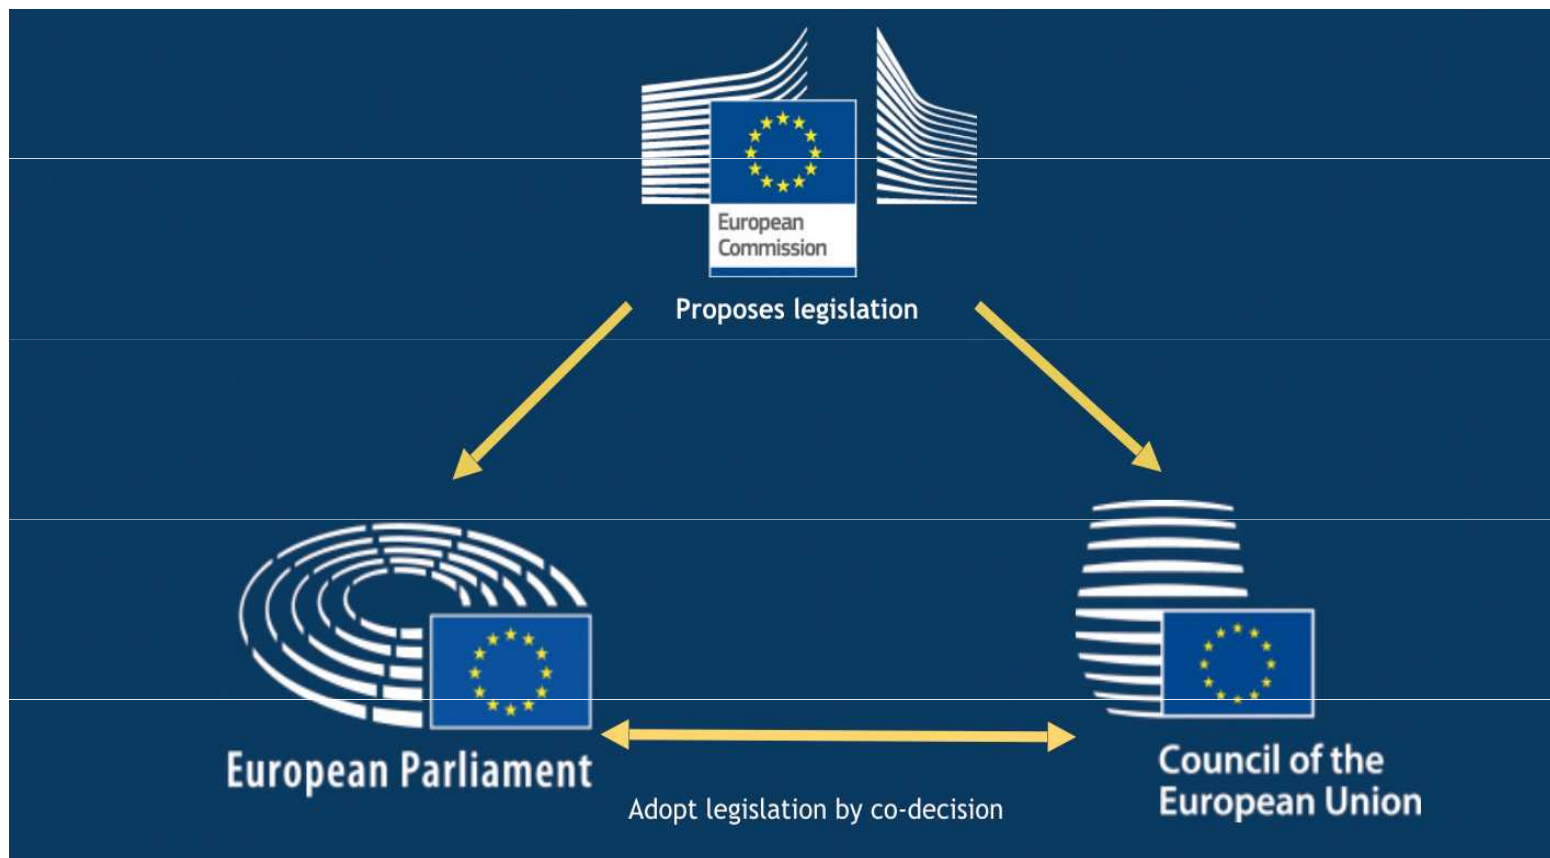 European
Commission
Proposes legislation
European Parliament
Council of the
European Union
Adopt legislation by co-decision